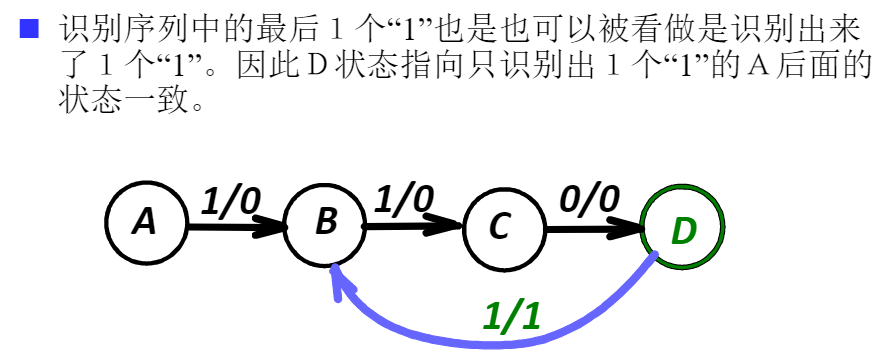 识别序列中的最后１个“1”也是也可以被看做是识别出来
了１个“1”。因此Ｄ状态指向只识别出１个“1”的Ａ后面的
状态一致。
A 1/0 B 1/0 C 0/0 D
1/1